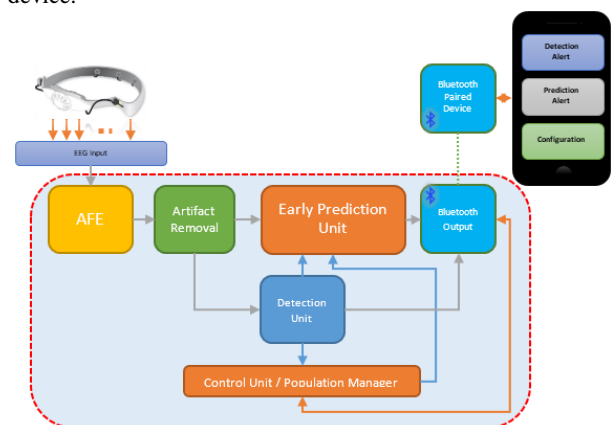 device.
Detection
Alert
Bluetooth
Paired
Device
Prediction
Alert
EEG Input
Configuration
AFE
Artifact
Removal
Early Prediction
Unit
Bluetooth
Output
Detection
Unit
Control Unit / Population Manager